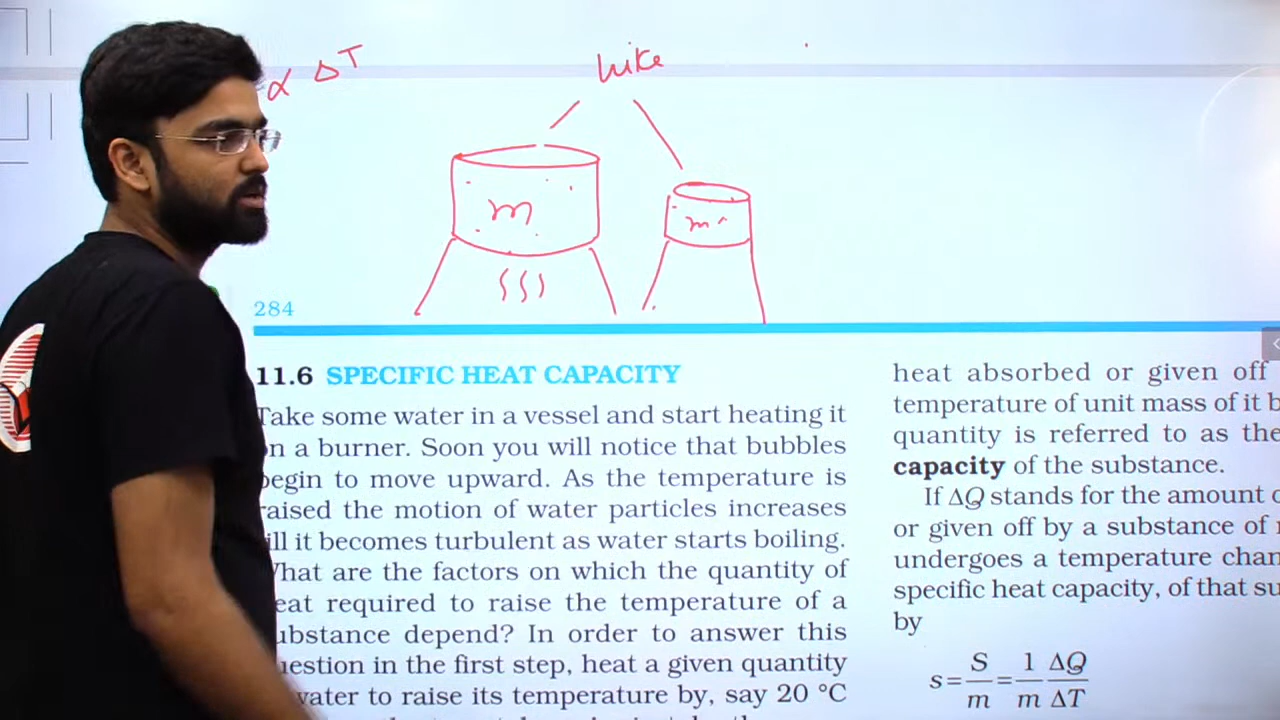 α ΔT
hike
m
m'
284
11.6 SPECIFIC HEAT CAPACITY
Take some water in a vessel and start heating it
on a burner. Soon you will notice that bubbles
begin to move upward. As the temperature is
raised the motion of water particles increases
till it becomes turbulent as water starts boiling.
What are the factors on which the quantity of
heat required to raise the temperature of a
substance depend? In order to answer this
question in the first step, heat a given quantity
water to raise its temperature by, say 20 °C
heat absorbed or given off
temperature of unit mass of it b
quantity is referred to as the
capacity of the substance.
If ΔQ stands for the amount o
or given off by a substance of
undergoes a temperature chan
specific heat capacity, of that su
by
s = S/m = 1/m ΔQ/ΔT